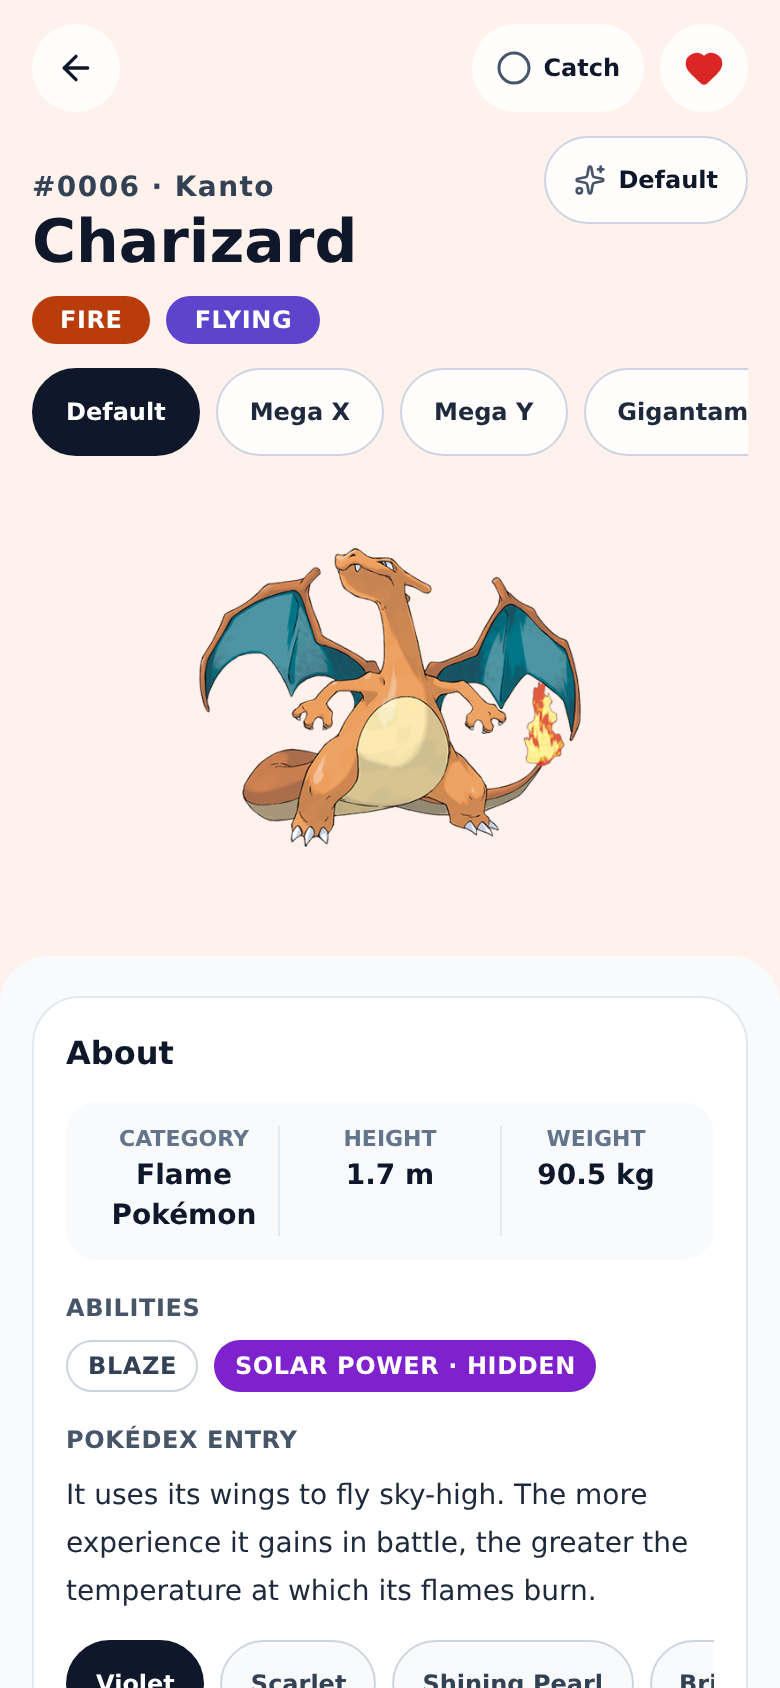 Catch
#0006 · Kanto
Default
Charizard
FIRE FLYING
Default Mega X Mega Y Gigantam
About
CATEGORY HEIGHT WEIGHT
Flame 1.7 m 90.5 kg
Pokémon
ABILITIES
BLAZE SOLAR POWER · HIDDEN
POKÉDEX ENTRY
It uses its wings to fly sky-high. The more
experience it gains in battle, the greater the
temperature at which its flames burn.
Violet Scarlet Shining Pearl Bri